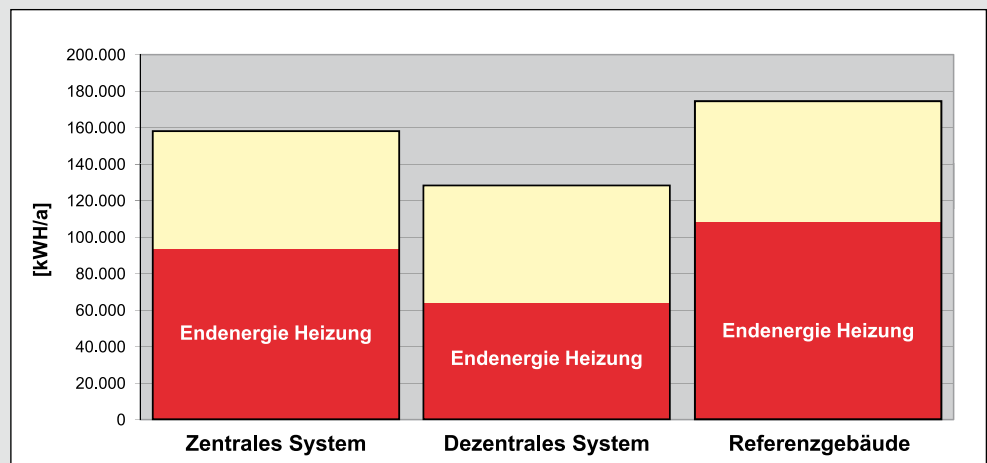 200.000
180.000
160.000
140.000
120.000
100.000
80.000
60.000
40.000
20.000
0
[kWH/a]
Endenergie Heizung
Endenergie Heizung
Endenergie Heizung
Zentrales System
Dezentrales System
Referenzgebäude